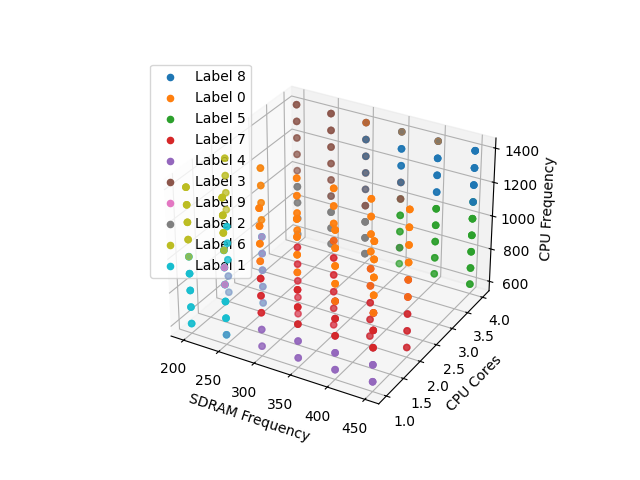 Label 8
Label 0
Label 5
Label 7
Label 4
Label 3
Label 9
Label 2
Label 6
Label 1
1400
1200
1000
800
600
CPU Frequency
4.0
3.5
3.0
2.5
2.0
1.5
1.0
CPU Cores
200
250
300
350
400
450
SDRAM Frequency